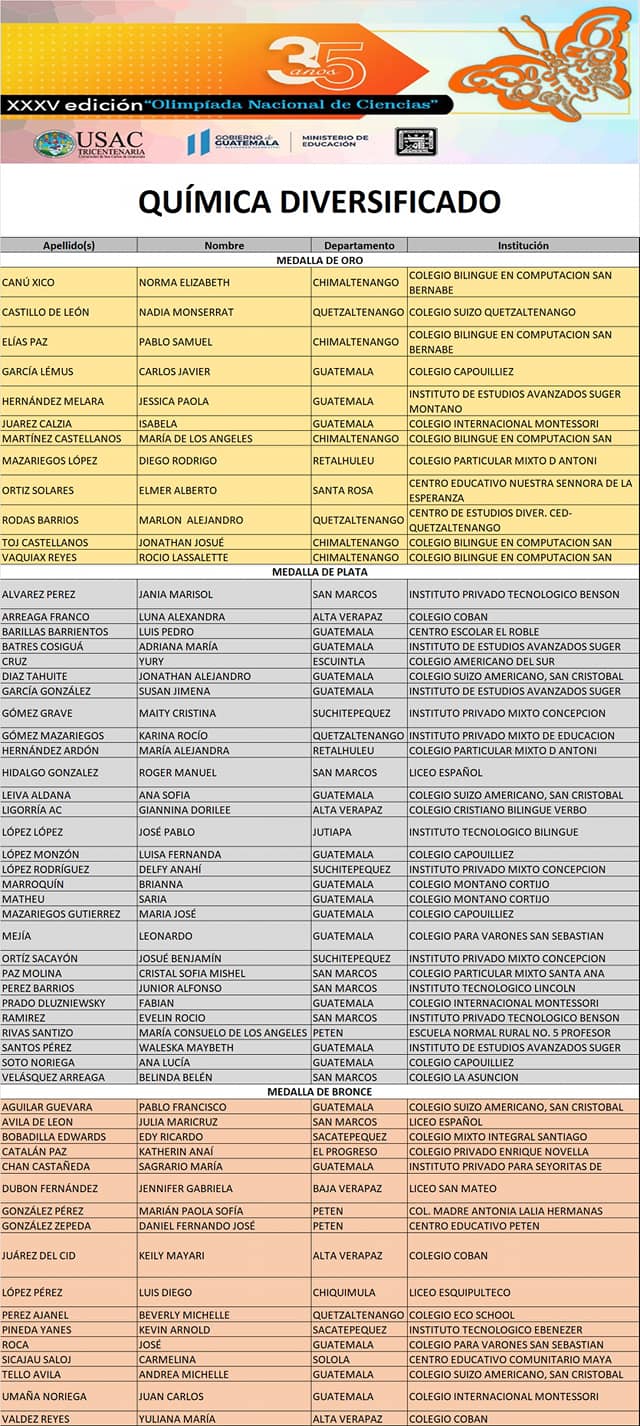 35
años
XXXV edición "Olimpíada Nacional de Ciencias"
USAC
TRICENTENARIA
Universidad de San Carlos de Guatemala
GOBIERNO de
GUATEMALA
MINISTERIO DE
EDUCACIÓN
QUÍMICA DIVERSIFICADO
Apellido(s) Nombre Departamento Institución
MEDALLA DE ORO
CANÚ XICO NORMA ELIZABETH CHIMALTENANGO COLEGIO BILINGUE EN COMPUTACION SAN
BERNABE
CASTILLO DE LEÓN NADIA MONSERRAT QUETZALTENANGO COLEGIO SUIZO QUETZALTENANGO
ELÍAS PAZ PABLO SAMUEL CHIMALTENANGO COLEGIO BILINGUE EN COMPUTACION SAN
BERNABE
GARCÍA LÉMUS CARLOS JAVIER GUATEMALA COLEGIO CAPOUILLIEZ
HERNÁNDEZ MELARA JESSICA PAOLA GUATEMALA INSTITUTO DE ESTUDIOS AVANZADOS SUGER
MONTANO
JUAREZ CALZIA ISABELA GUATEMALA COLEGIO INTERNACIONAL MONTESSORI
MARTÍNEZ CASTELLANOS MARÍA DE LOS ANGELES CHIMALTENANGO COLEGIO BILINGUE EN COMPUTACION SAN
MAZARIEGOS LÓPEZ DIEGO RODRIGO RETALHULEU COLEGIO PARTICULAR MIXTO D ANTONI
ORTIZ SOLARES ELMER ALBERTO SANTA ROSA CENTRO EDUCATIVO NUESTRA SENNORA DE LA
ESPERANZA
RODAS BARRIOS MARLON ALEJANDRO QUETZALTENANGO CENTRO DE ESTUDIOS DIVER. CED-
QUETZALTENANGO
TOJ CASTELLANOS JONATHAN JOSUÉ CHIMALTENANGO COLEGIO BILINGUE EN COMPUTACION SAN
VAQUIAX REYES ROCIO LASSALETTE CHIMALTENANGO COLEGIO BILINGUE EN COMPUTACION SAN
MEDALLA DE PLATA
ALVAREZ PEREZ JANIA MARISOL SAN MARCOS INSTITUTO PRIVADO TECNOLOGICO BENSON
ARREAGA FRANCO LUNA ALEXANDRA ALTA VERAPAZ COLEGIO COBAN
BARILLAS BARRIENTOS LUIS PEDRO GUATEMALA CENTRO ESCOLAR EL ROBLE
BATRES COSIGUÁ ADRIANA MARÍA GUATEMALA INSTITUTO DE ESTUDIOS AVANZADOS SUGER
CRUZ YURY ESCUINTLA COLEGIO AMERICANO DEL SUR
DIAZ TAHUITE JONATHAN ALEJANDRO GUATEMALA COLEGIO SUIZO AMERICANO, SAN CRISTOBAL
GARCÍA GONZÁLEZ SUSAN JIMENA GUATEMALA INSTITUTO DE ESTUDIOS AVANZADOS SUGER
GÓMEZ GRAVE MAITY CRISTINA SUCHITEPEQUEZ INSTITUTO PRIVADO MIXTO CONCEPCION
GÓMEZ MAZARIEGOS KARINA ROCÍO QUETZALTENANGO INSTITUTO PRIVADO MIXTO DE EDUCACION
HERNÁNDEZ ARDÓN MARÍA ALEJANDRA RETALHULEU COLEGIO PARTICULAR MIXTO D ANTONI
HIDALGO GONZALEZ ROGER MANUEL SAN MARCOS LICEO ESPAÑOL
LEIVA ALDANA ANA SOFIA GUATEMALA COLEGIO SUIZO AMERICANO, SAN CRISTOBAL
LIGORRÍA AC GIANNINA DORILEE ALTA VERAPAZ COLEGIO CRISTIANO BILINGUE VERBO
LÓPEZ LÓPEZ JOSÉ PABLO JUTIAPA INSTITUTO TECNOLOGICO BILINGUE
LÓPEZ MONZÓN LUISA FERNANDA GUATEMALA COLEGIO CAPOUILLIEZ
LÓPEZ RODRÍGUEZ DELFY ANAHÍ SUCHITEPEQUEZ INSTITUTO PRIVADO MIXTO CONCEPCION
MARROQUÍN BRIANNA GUATEMALA COLEGIO MONTANO CORTIJO
MATHEU SARIA GUATEMALA COLEGIO MONTANO CORTIJO
MAZARIEGOS GUTIERREZ MARIA JOSÉ GUATEMALA COLEGIO CAPOUILLIEZ
MEJÍA LEONARDO GUATEMALA COLEGIO PARA VARONES SAN SEBASTIAN
ORTÍZ SACAYÓN JOSUÉ BENJAMÍN SUCHITEPEQUEZ INSTITUTO PRIVADO MIXTO CONCEPCION
PAZ MOLINA CRISTAL SOFIA MISHEL SAN MARCOS COLEGIO PARTICULAR MIXTO SANTA ANA
PEREZ BARRIOS JUNIOR ALFONSO SAN MARCOS INSTITUTO TECNOLOGICO LINCOLN
PRADO DLUZNIEWSKY FABIAN GUATEMALA COLEGIO INTERNACIONAL MONTESSORI
RAMIREZ EVELIN ROCIO SAN MARCOS INSTITUTO PRIVADO TECNOLOGICO BENSON
RIVAS SANTIZO MARÍA CONSUELO DE LOS ANGELES PETEN ESCUELA NORMAL RURAL NO. 5 PROFESOR
SANTOS PÉREZ WALESKA MAYBETH GUATEMALA INSTITUTO DE ESTUDIOS AVANZADOS SUGER
SOTO NORIEGA ANA LUCÍA GUATEMALA COLEGIO CAPOUILLIEZ
VELÁSQUEZ ARREAGA BELINDA BELÉN SAN MARCOS COLEGIO LA ASUNCION
MEDALLA DE BRONCE
AGUILAR GUEVARA PABLO FRANCISCO GUATEMALA COLEGIO SUIZO AMERICANO, SAN CRISTOBAL
AVILA DE LEON JULIA MARICRUZ SAN MARCOS LICEO ESPAÑOL
BOBADILLA EDWARDS EDY RICARDO SACATEPEQUEZ COLEGIO MIXTO INTEGRAL SANTIAGO
CATALÁN PAZ KATHERIN ANAÍ EL PROGRESO COLEGIO PRIVADO ENRIQUE NOVELLA
CHAN CASTAÑEDA SAGRARIO MARÍA GUATEMALA INSTITUTO PRIVADO PARA SEYORITAS DE
DUBON FERNÁNDEZ JENNIFER GABRIELA BAJA VERAPAZ LICEO SAN MATEO
GONZÁLEZ PÉREZ MARIÁN PAOLA SOFÍA PETEN COL. MADRE ANTONIA LALIA HERMANAS
GONZÁLEZ ZEPEDA DANIEL FERNANDO JOSÉ PETEN CENTRO EDUCATIVO PETEN
JUÁREZ DEL CID KEILY MAYARI ALTA VERAPAZ COLEGIO COBAN
LÓPEZ PÉREZ LUIS DIEGO CHIQUIMULA LICEO ESQUIPULTECO
PEREZ AJANEL BEVERLY MICHELLE QUETZALTENANGO COLEGIO ECO SCHOOL
PINEDA YANES KEVIN ARNOLD SACATEPEQUEZ INSTITUTO TECNOLOGICO EBENEZER
ROCA JOSÉ GUATEMALA COLEGIO PARA VARONES SAN SEBASTIAN
SICAJAU SALOJ CARMELINA SOLOLA CENTRO EDUCATIVO COMUNITARIO MAYA
TELLO AVILA ANDREA MICHELLE GUATEMALA COLEGIO SUIZO AMERICANO, SAN CRISTOBAL
UMAÑA NORIEGA JUAN CARLOS GUATEMALA COLEGIO INTERNACIONAL MONTESSORI
VALDEZ REYES YULIANA MARÍA ALTA VERAPAZ COLEGIO COBAN